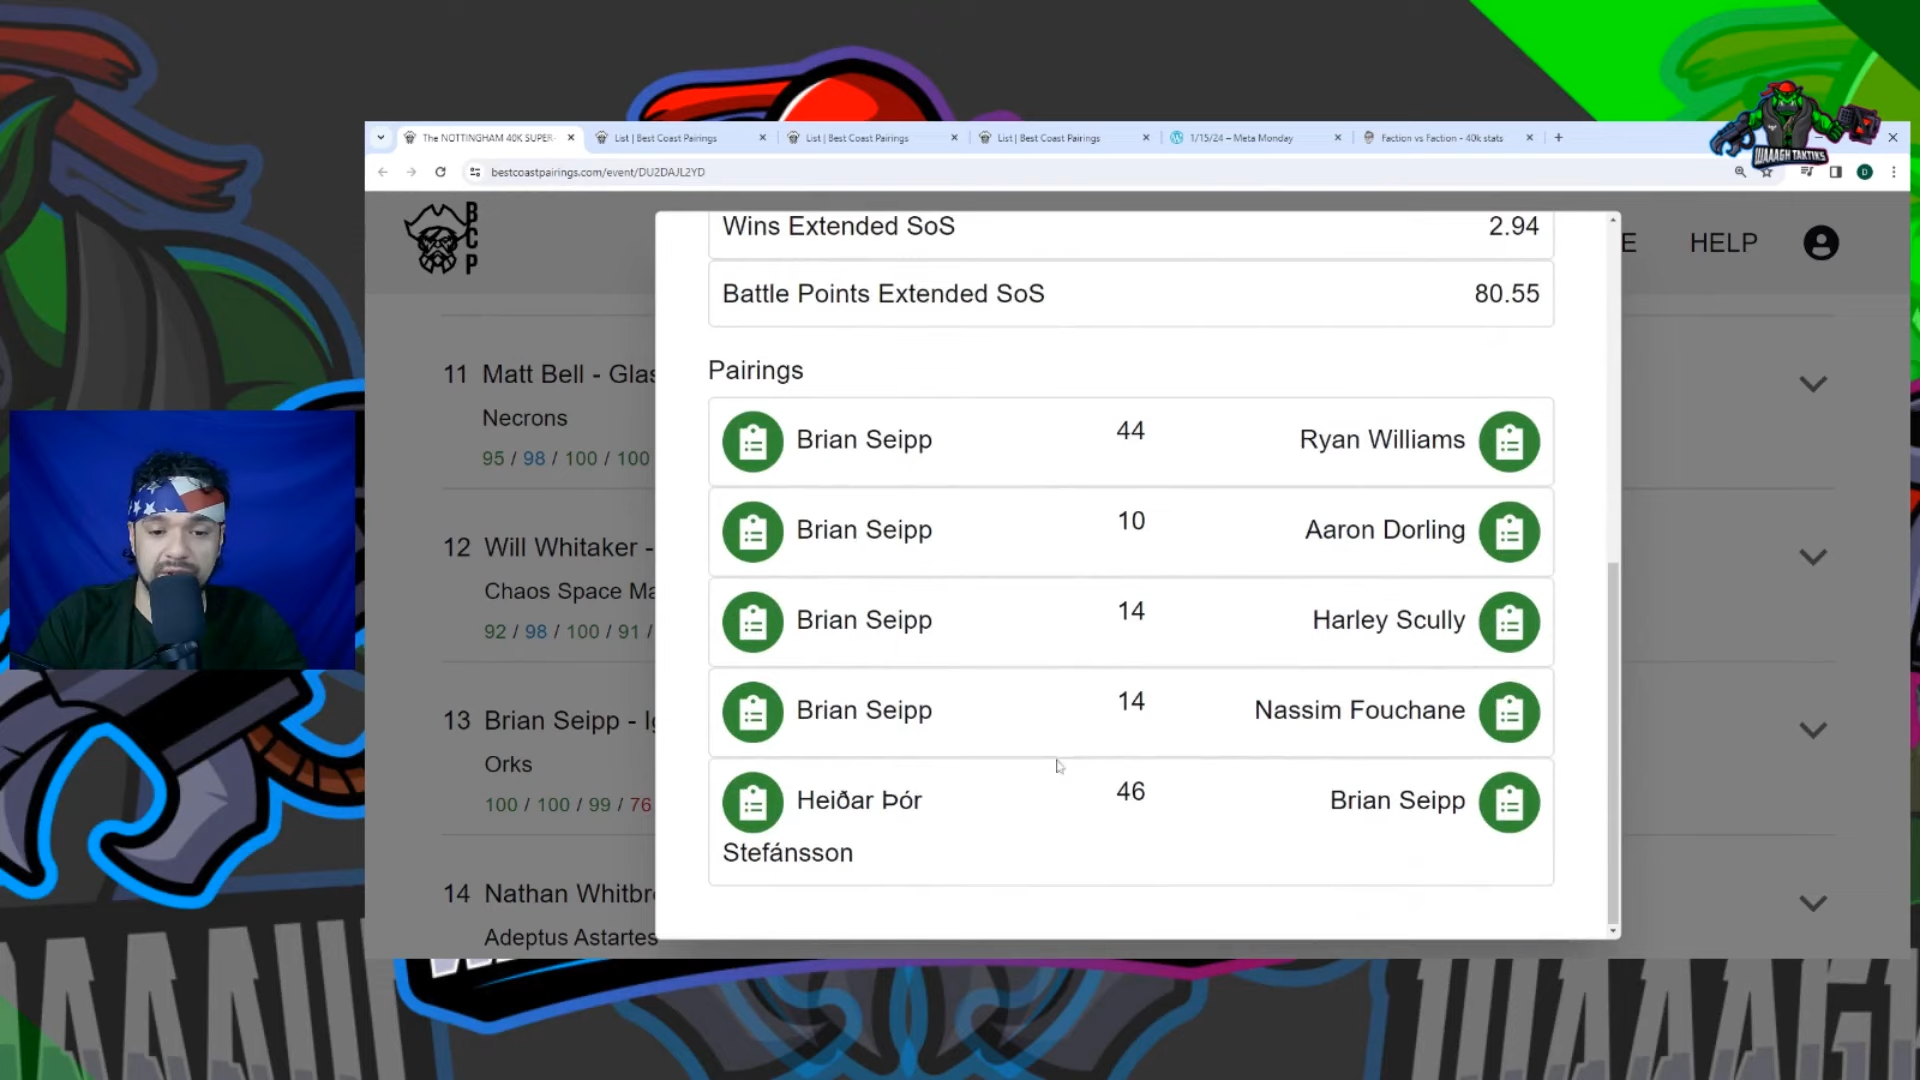 WAAAGH TAKTIKS
The NOTTINGHAM 40K SUPER-
List | Best Coast Pairings
List | Best Coast Pairings
List | Best Coast Pairings
1/15/24 – Meta Monday
Faction vs Faction - 40k stats
bestcoastpairings.com/event/DU2DAJL2YD
BCP
E
HELP
Wins Extended SoS 2.94
Battle Points Extended SoS 80.55
Pairings
Brian Seipp 44 Ryan Williams
Brian Seipp 10 Aaron Dorling
Brian Seipp 14 Harley Scully
Brian Seipp 14 Nassim Fouchane
Heiðar Þór 46 Brian Seipp
Stefánsson
11 Matt Bell - Glas
Necrons
95 / 98 / 100 / 100
12 Will Whitaker -
Chaos Space Ma
92 / 98 / 100 / 91 /
13 Brian Seipp - Ig
Orks
100 / 100 / 99 / 76
14 Nathan Whitbr
Adeptus Astartes